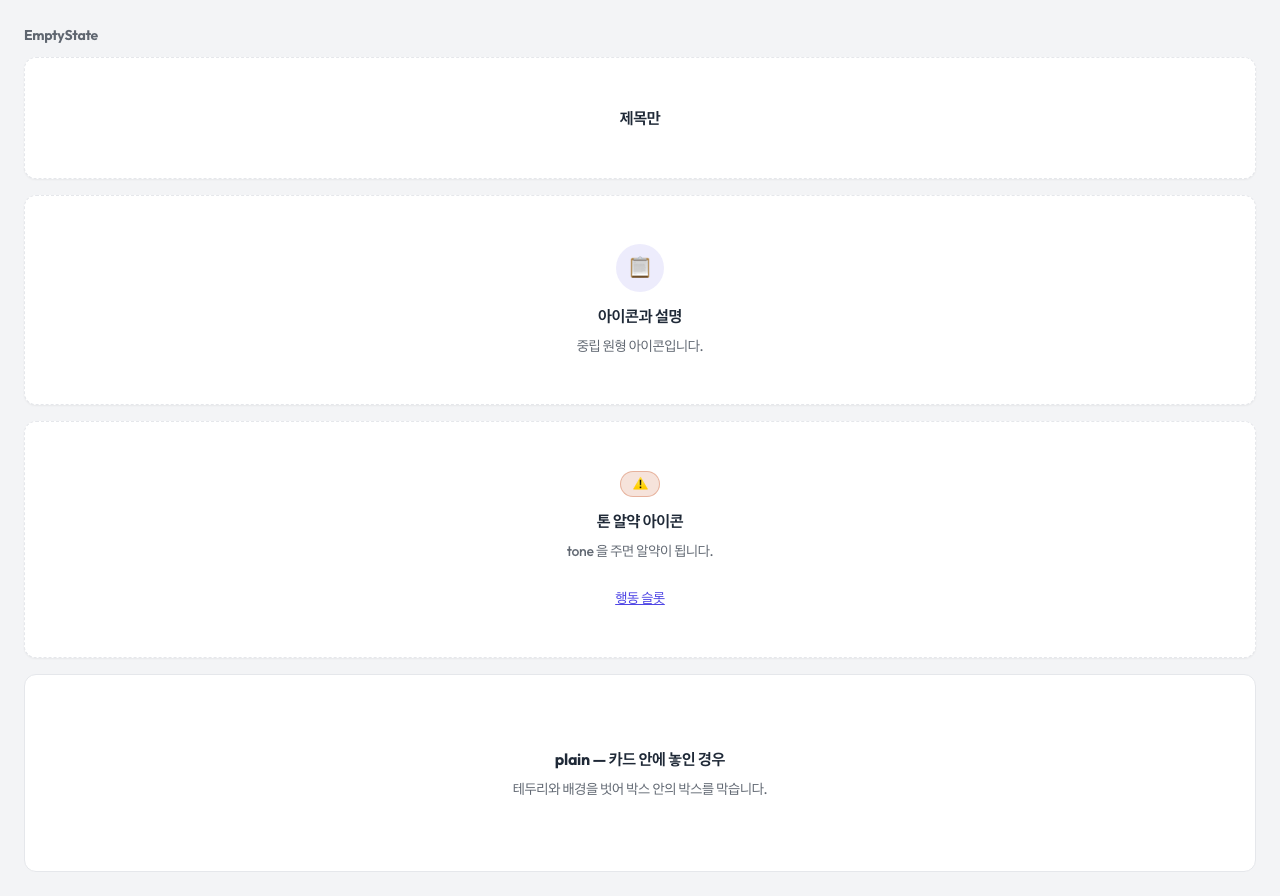 EmptyState
제목만
아이콘과 설명
중립 원형 아이콘입니다.
톤 알약 아이콘
tone 을 주면 알약이 됩니다.
행동 슬롯
plain — 카드 안에 놓인 경우
테두리와 배경을 벗어 박스 안의 박스를 막습니다.